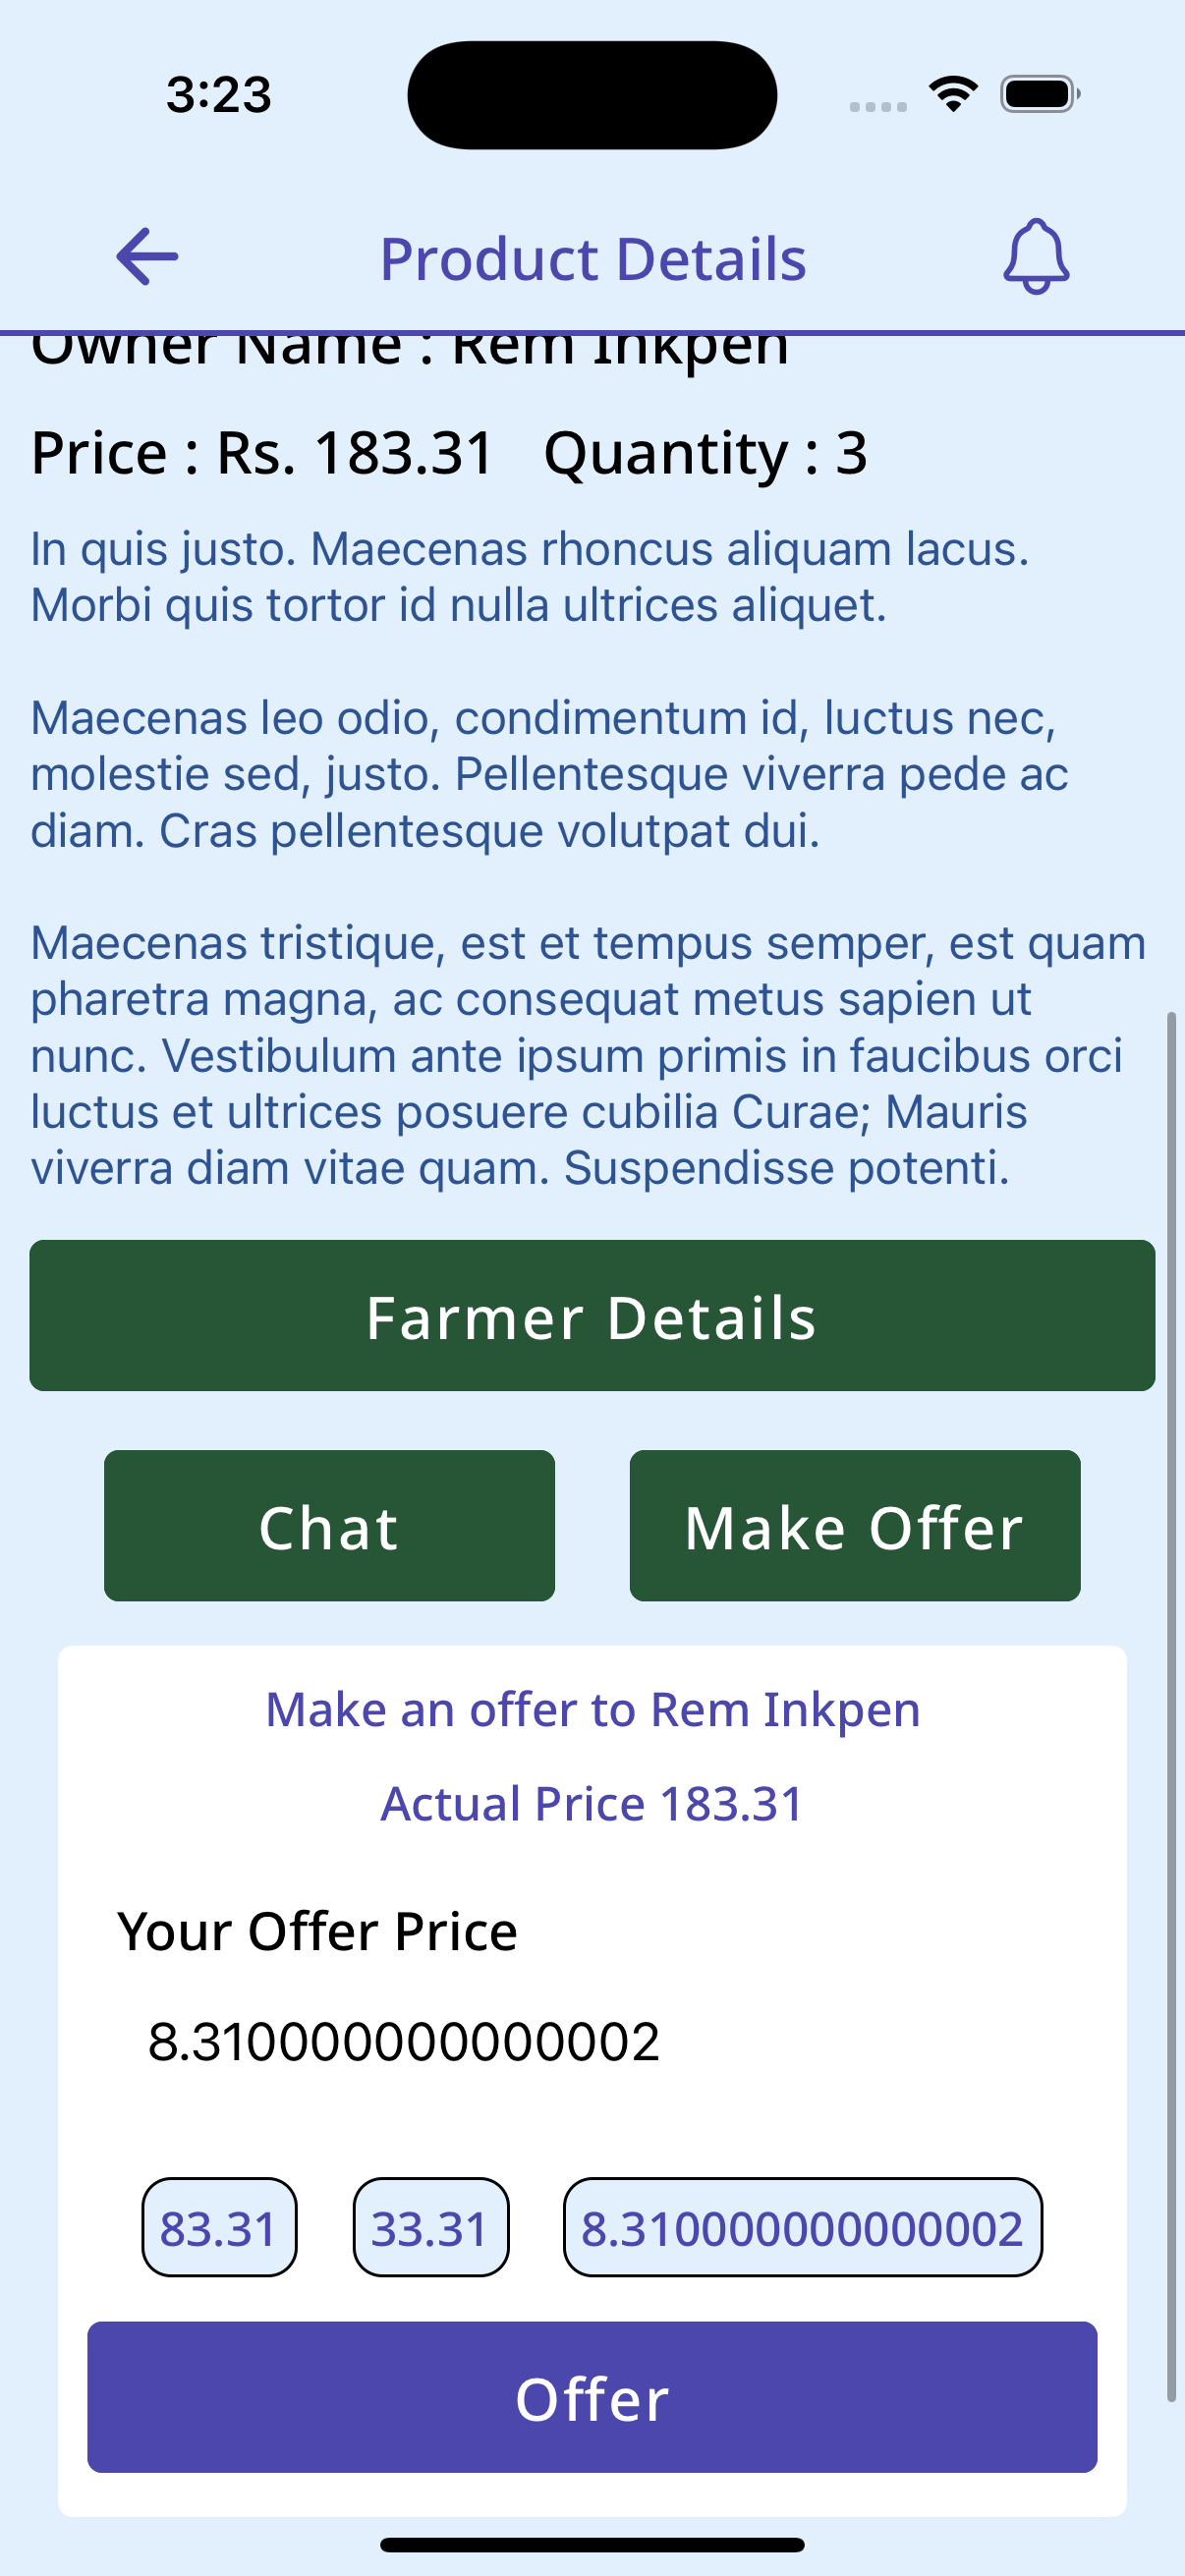 3:23
Product Details
Owner Name : Rem Inkpen
Price : Rs. 183.31 Quantity : 3
In quis justo. Maecenas rhoncus aliquam lacus.
Morbi quis tortor id nulla ultrices aliquet.
Maecenas leo odio, condimentum id, luctus nec,
molestie sed, justo. Pellentesque viverra pede ac
diam. Cras pellentesque volutpat dui.
Maecenas tristique, est et tempus semper, est quam
pharetra magna, ac consequat metus sapien ut
nunc. Vestibulum ante ipsum primis in faucibus orci
luctus et ultrices posuere cubilia Curae; Mauris
viverra diam vitae quam. Suspendisse potenti.
Farmer Details
Chat Make Offer
Make an offer to Rem Inkpen
Actual Price 183.31
Your Offer Price
8.310000000000002
83.31 33.31 8.310000000000002
Offer